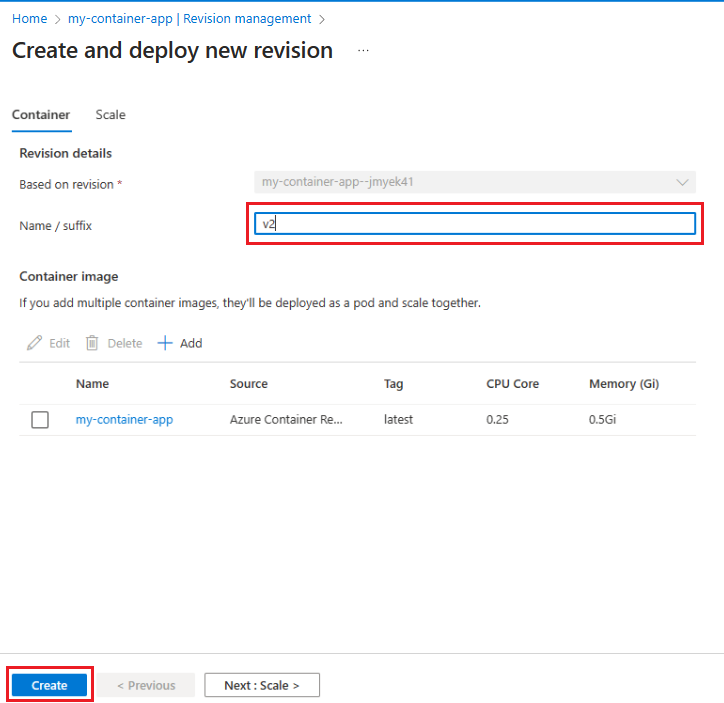 Home > my-container-app | Revision management >
Create and deploy new revision ...
Container Scale
Revision details
Based on revision * my-container-app--jmyek41
Name / suffix v2
Container image
If you add multiple container images, they'll be deployed as a pod and scale together.
Edit Delete + Add
Name Source Tag CPU Core Memory (Gi)
my-container-app Azure Container Re... latest 0.25 0.5Gi
Create < Previous Next : Scale >